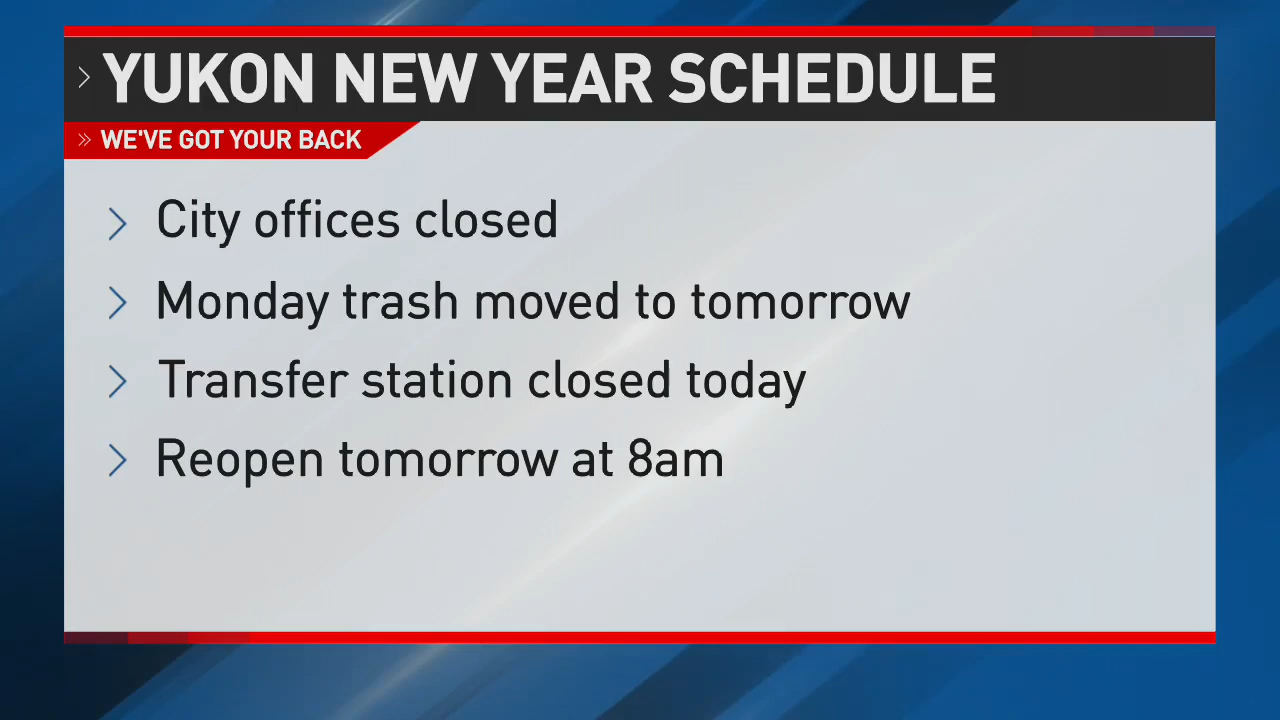 YUKON NEW YEAR SCHEDULE
WE'VE GOT YOUR BACK
City offices closed
Monday trash moved to tomorrow
Transfer station closed today
Reopen tomorrow at 8am